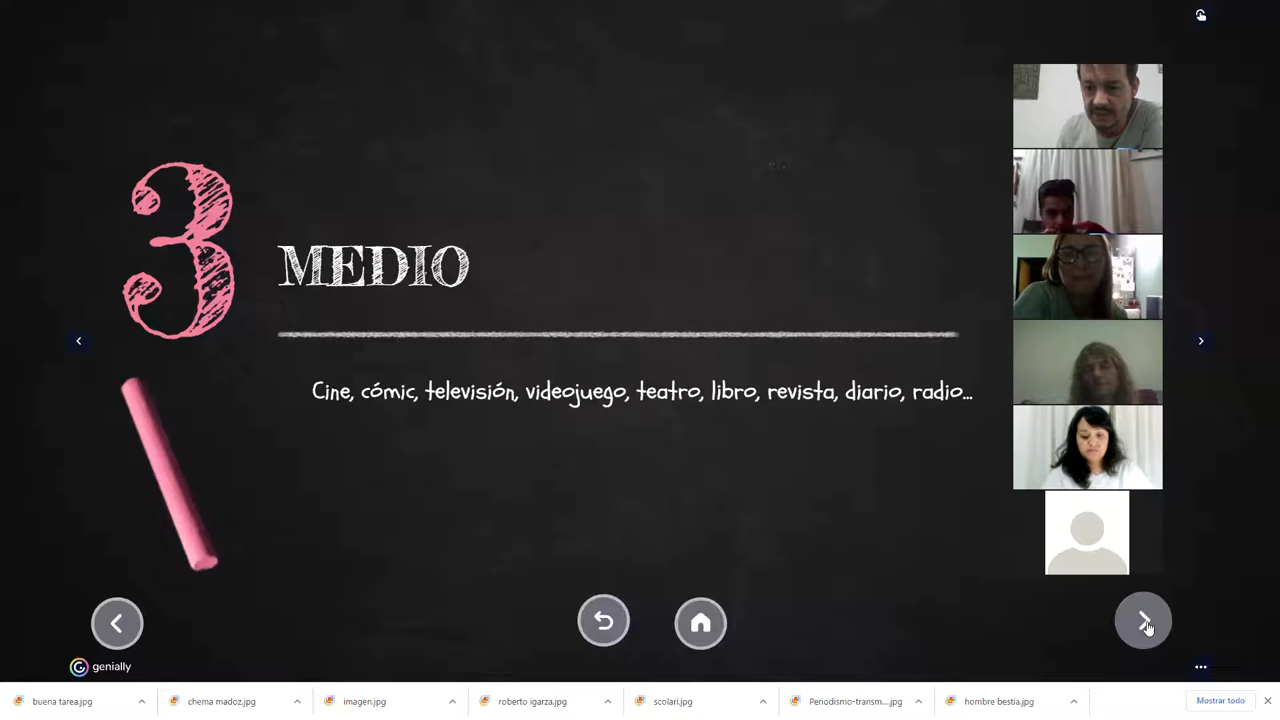 3
MEDIO
Cine, cómic, televisión, videojuego, teatro, libro, revista, diario, radio...
genially
buena tarea.jpg
chema madoz.jpg
imagen.jpg
roberto igarza.jpg
scolari.jpg
Periodismo-transm....jpg
hombre bestia.jpg
Mostrar todo